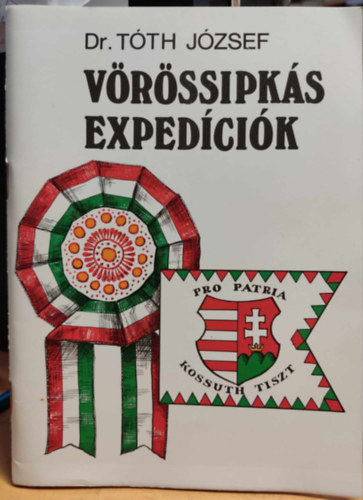 Dr. TÓTH JÓZSEF
VÖRÖSSIPKÁS
EXPEDÍCIÓK
PRO PATRIA
KOSSUTH TISZT